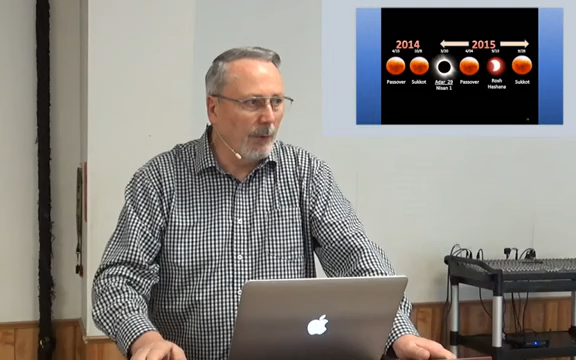 2014 2015
4/15 10/8 3/20 4/04 9/13 9/28
Passover Sukkot Adar 29 Passover Rosh Sukkot
Nisan 1 Hashana